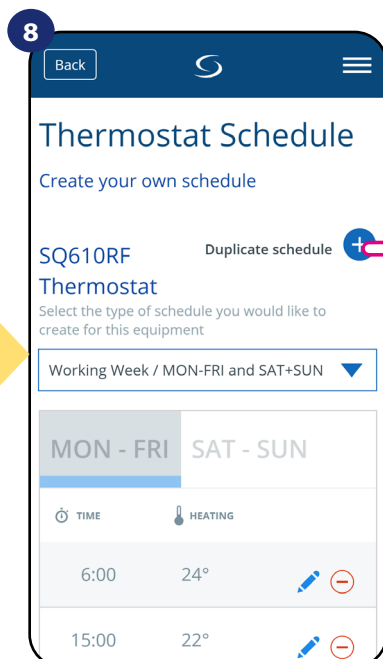 8
Back
Thermostat Schedule
Create your own schedule
SQ610RF
Thermostat
Duplicate schedule
Select the type of schedule you would like to
create for this equipment
Working Week / MON-FRI and SAT+SUN
MON - FRI SAT - SUN
TIME HEATING
6:00 24°
15:00 22°